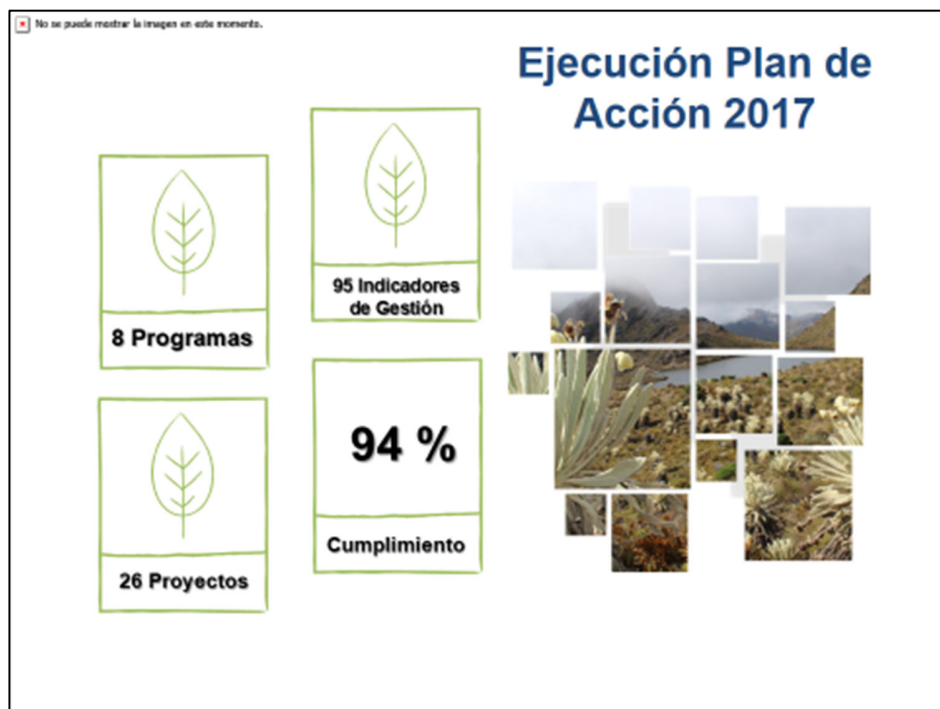 No se puede mostrar la imagen en este momento.
Ejecución Plan de
Acción 2017
95 Indicadores
de Gestión
8 Programas
94 %
Cumplimiento
26 Proyectos